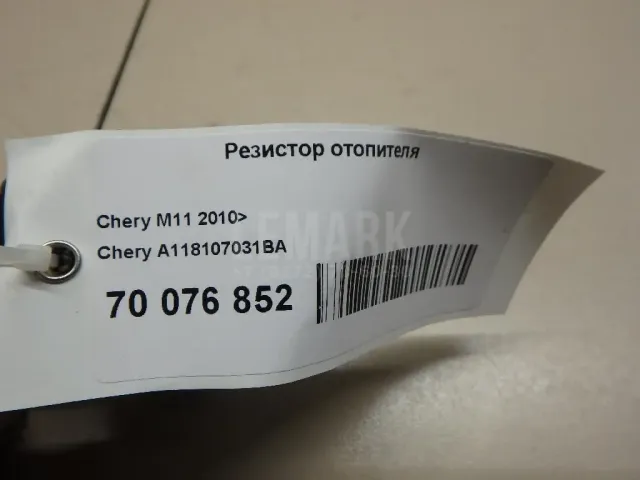 Резистор отопителя
Chery M11 2010>
Chery A118107031BA
70 076 852